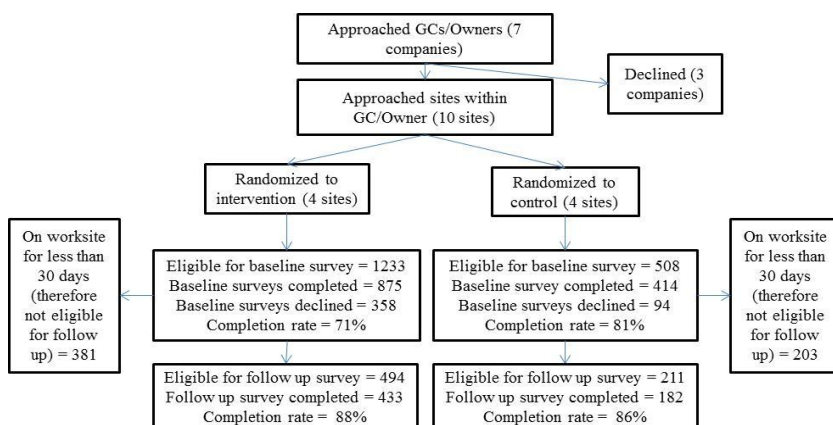 Approached GCs/Owners (7
companies)
Declined (3
companies)
Approached sites within
GC/Owner (10 sites)
Randomized to
intervention (4 sites)
Randomized to
control (4 sites)
On worksite
for less than
30 days
(therefore
not eligible
for follow
up) = 381
Eligible for baseline survey = 1233
Baseline surveys completed = 875
Baseline surveys declined = 358
Completion rate = 71%
Eligible for baseline survey = 508
Baseline survey completed = 414
Baseline surveys declined = 94
Completion rate = 81%
On worksite
for less than
30 days
(therefore not
eligible for
follow up)
= 203
Eligible for follow up survey = 494
Follow up survey completed = 433
Completion rate = 88%
Eligible for follow up survey = 211
Follow up survey completed = 182
Completion rate = 86%